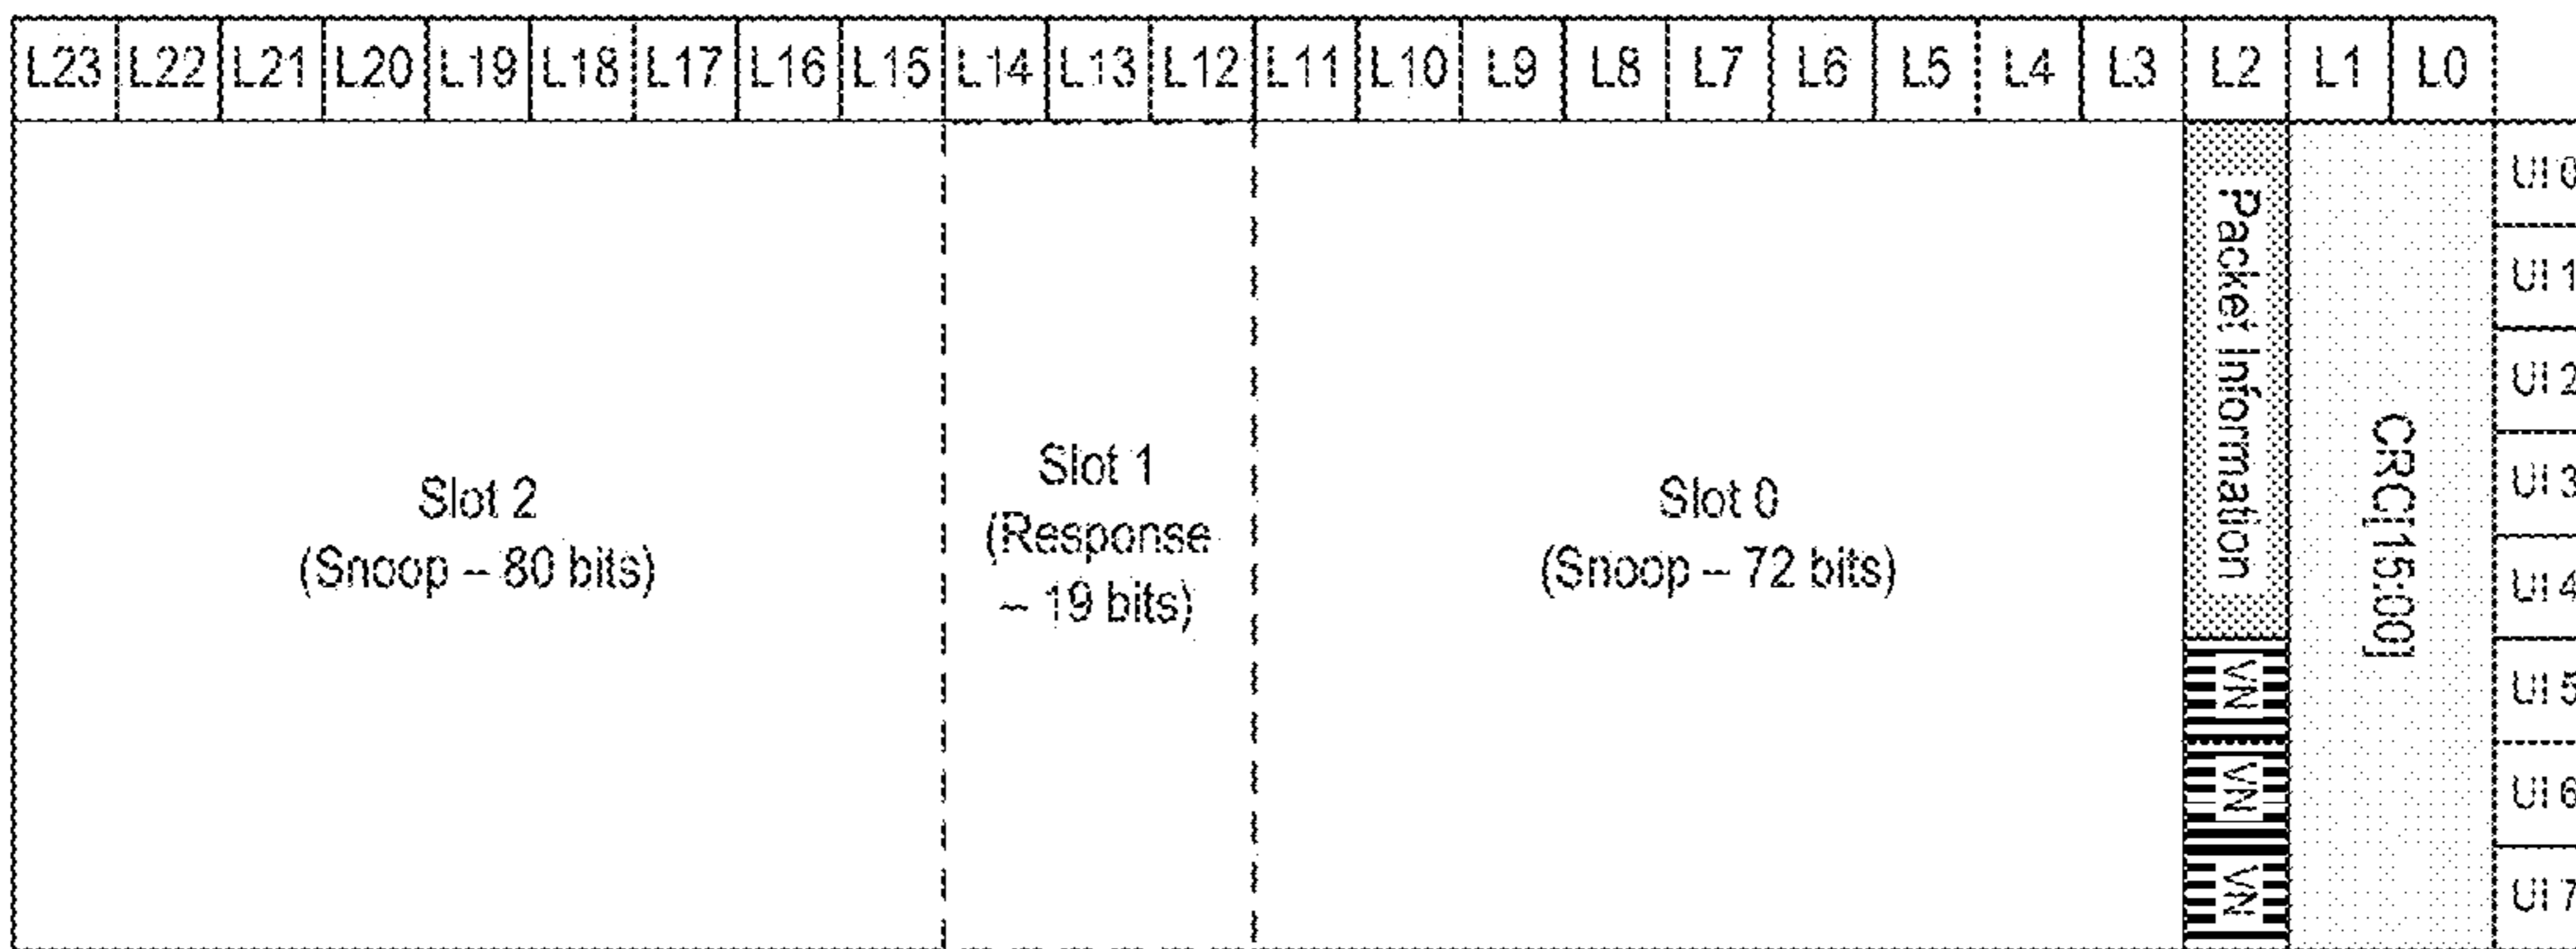 L23 L22 L21 L20 L19 L18 L17 L16 L15 L14 L13 L12 L11 L10 L9 L8 L7 L6 L5 L4 L3 L2 L1 L0
Slot 2
(Snoop – 80 bits)
Slot 1
(Response
– 19 bits)
Slot 0
(Snoop – 72 bits)
Packet Information
VN
VN
VN
CRC[15:00]
UI 0
UI 1
UI 2
UI 3
UI 4
UI 5
UI 6
UI 7